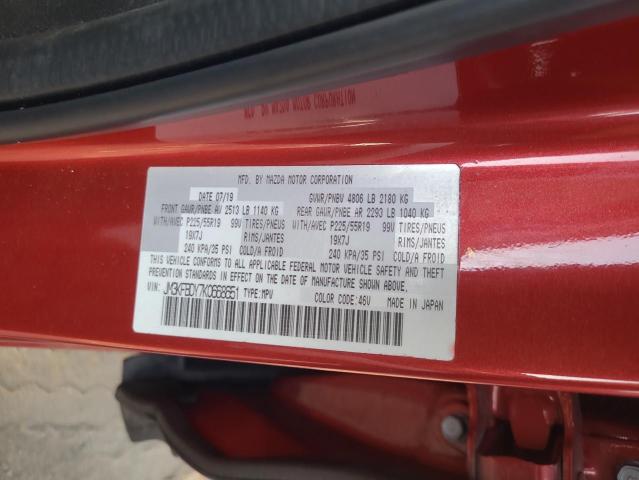 MFD. BY MAZDA MOTOR CORPORATION
DATE 07/19 GVWR/PNBV 4806 LB 2180 KG
FRONT GAWR/PNBE AV 2513 LB 1140 KG REAR GAWR/PNBE AR 2293 LB 1040 KG
WITH/AVEC P225/55R19 99V TIRES/PNEUS WITH/AVEC P225/55R19 99V TIRES/PNEUS
19X7J RIMS/JANTES 19X7J RIMS/JANTES
240 KPA/35 PSI COLD/A FROID 240 KPA/35 PSI COLD/A FROID
THIS VEHICLE CONFORMS TO ALL APPLICABLE FEDERAL MOTOR VEHICLE SAFETY AND THEFT
PREVENTION STANDARDS IN EFFECT ON THE DATE OF MANUFACTURE SHOWN ABOVE.
VIN: JM3KFBDY7K0668851 TYPE:MPV COLOR CODE:46V MADE IN JAPAN